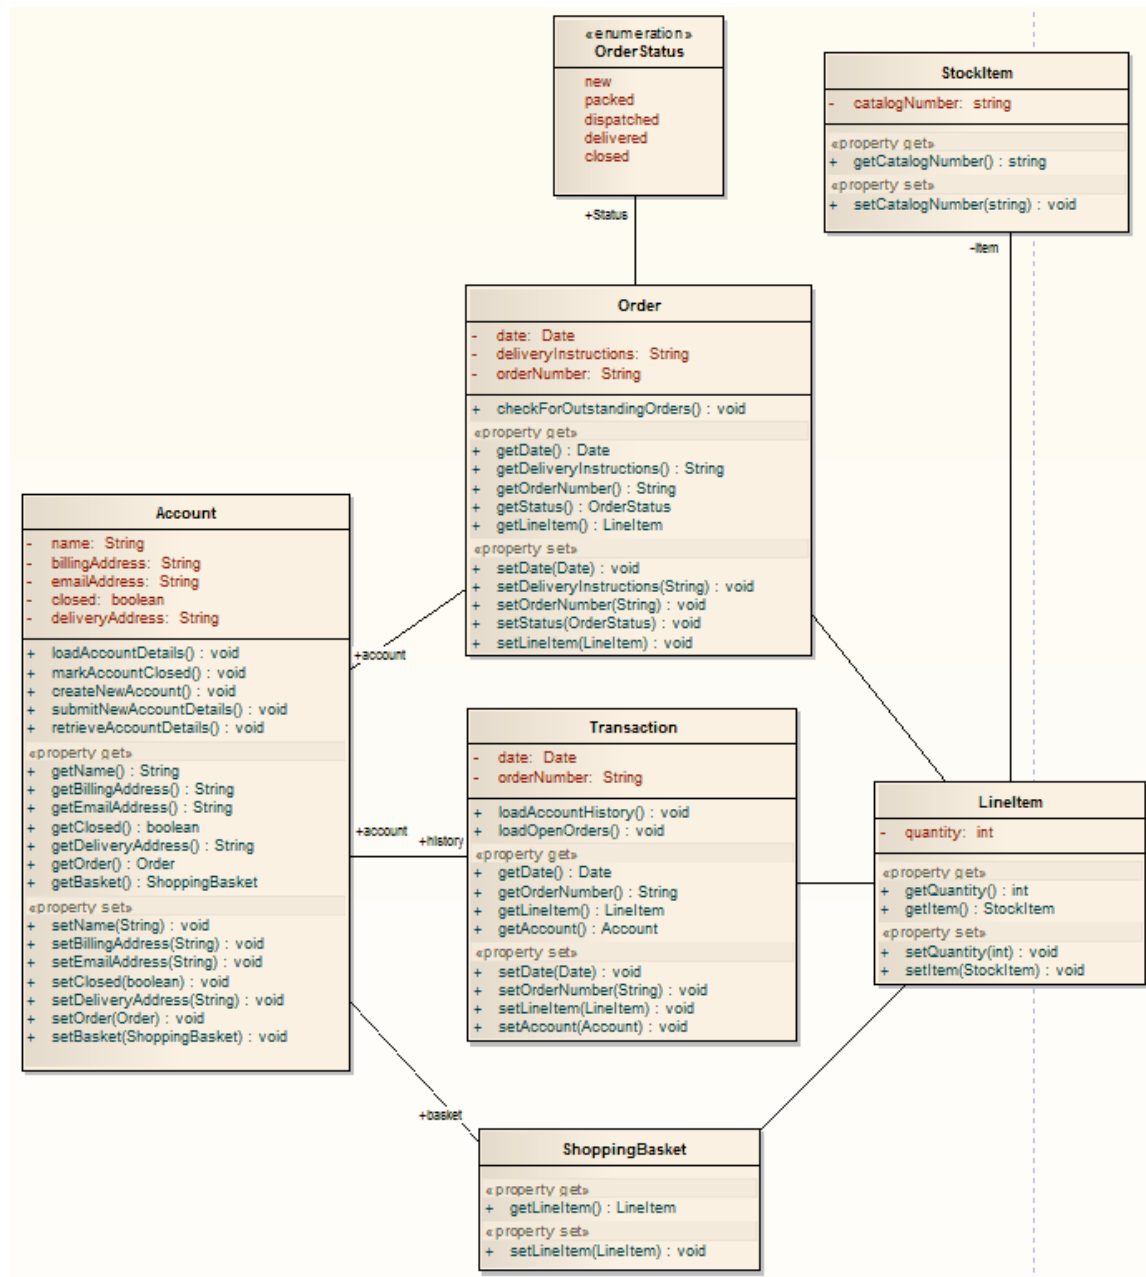 «enumeration»
OrderStatus
new
packed
dispatched
delivered
closed
+Status
StockItem
- catalogNumber: string
«property get»
+ getCatalogNumber() : string
«property set»
+ setCatalogNumber(string) : void
-Item
Order
- date: Date
- deliveryInstructions: String
- orderNumber: String
+ checkForOutstandingOrders() : void
«property get»
+ getDate() : Date
+ getDeliveryInstructions() : String
+ getOrderNumber() : String
+ getStatus() : OrderStatus
+ getLineItem() : LineItem
«property set»
+ setDate(Date) : void
+ setDeliveryInstructions(String) : void
+ setOrderNumber(String) : void
+ setStatus(OrderStatus) : void
+ setLineItem(LineItem) : void
Account
- name: String
- billingAddress: String
- emailAddress: String
- closed: boolean
- deliveryAddress: String
+ loadAccountDetails() : void
+ markAccountClosed() : void
+ createNewAccount() : void
+ submitNewAccountDetails() : void
+ retrieveAccountDetails() : void
«property get»
+ getName() : String
+ getBillingAddress() : String
+ getEmailAddress() : String
+ getClosed() : boolean
+ getDeliveryAddress() : String
+ getOrder() : Order
+ getBasket() : ShoppingBasket
«property set»
+ setName(String) : void
+ setBillingAddress(String) : void
+ setEmailAddress(String) : void
+ setClosed(boolean) : void
+ setDeliveryAddress(String) : void
+ setOrder(Order) : void
+ setBasket(ShoppingBasket) : void
+account
+account
+history
+basket
Transaction
- date: Date
- orderNumber: String
+ loadAccountHistory() : void
+ loadOpenOrders() : void
«property get»
+ getDate() : Date
+ getOrderNumber() : String
+ getLineItem() : LineItem
+ getAccount() : Account
«property set»
+ setDate(Date) : void
+ setOrderNumber(String) : void
+ setLineItem(LineItem) : void
+ setAccount(Account) : void
LineItem
- quantity: int
«property get»
+ getQuantity() : int
+ getItem() : StockItem
«property set»
+ setQuantity(int) : void
+ setItem(StockItem) : void
ShoppingBasket
«property get»
+ getLineItem() : LineItem
«property set»
+ setLineItem(LineItem) : void